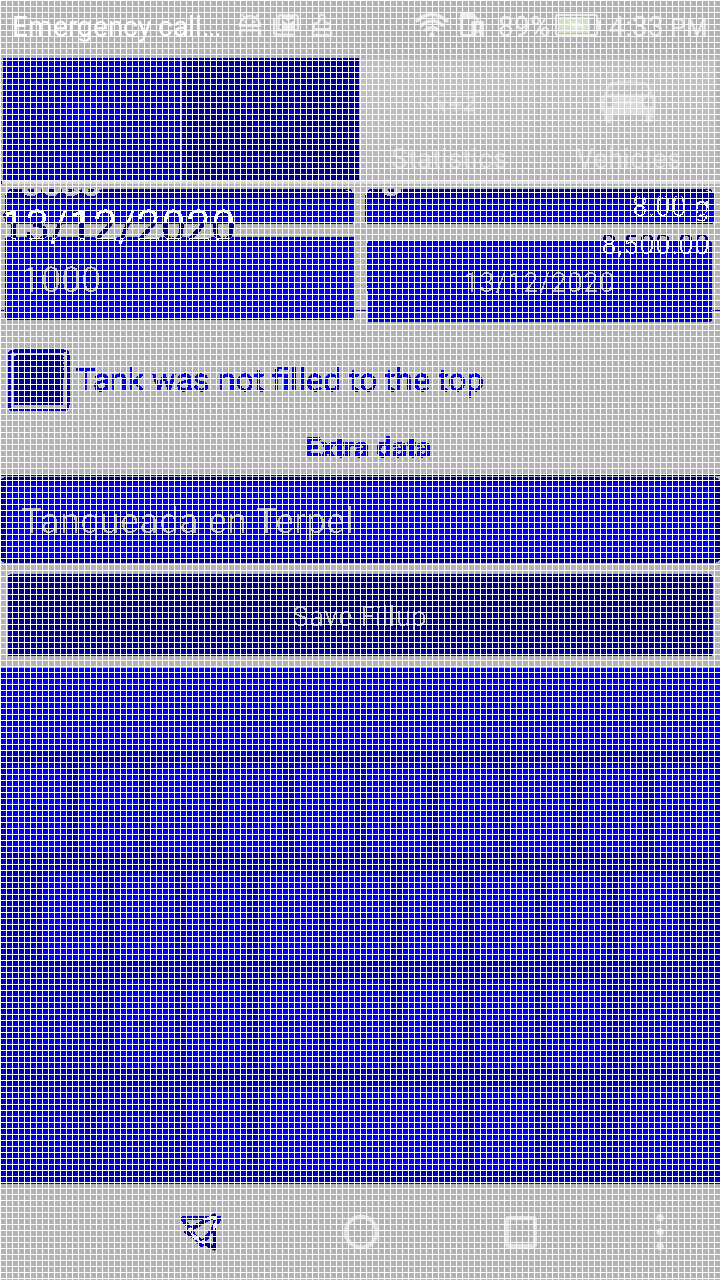 Emergency call... 89% 4:33 PM
Statistics Vehicles
8.00 g
13/12/2020
8,500.00
1000 13/12/2020
Tank was not filled to the top
Extra data
Tanqueada en Terpel
Save Fillup